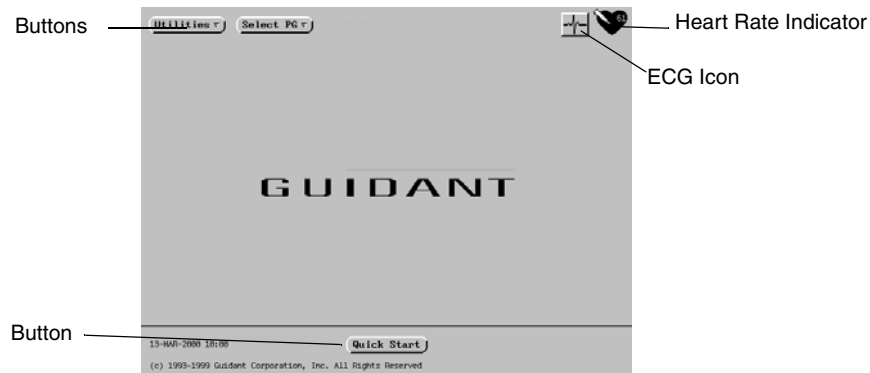 Buttons
Utilities
Select PG
61
Heart Rate Indicator
ECG Icon
GUIDANT
Button
13-MAR-2000 10:00
Quick Start
(c) 1993-1999 Guidant Corporation, Inc. All Rights Reserved